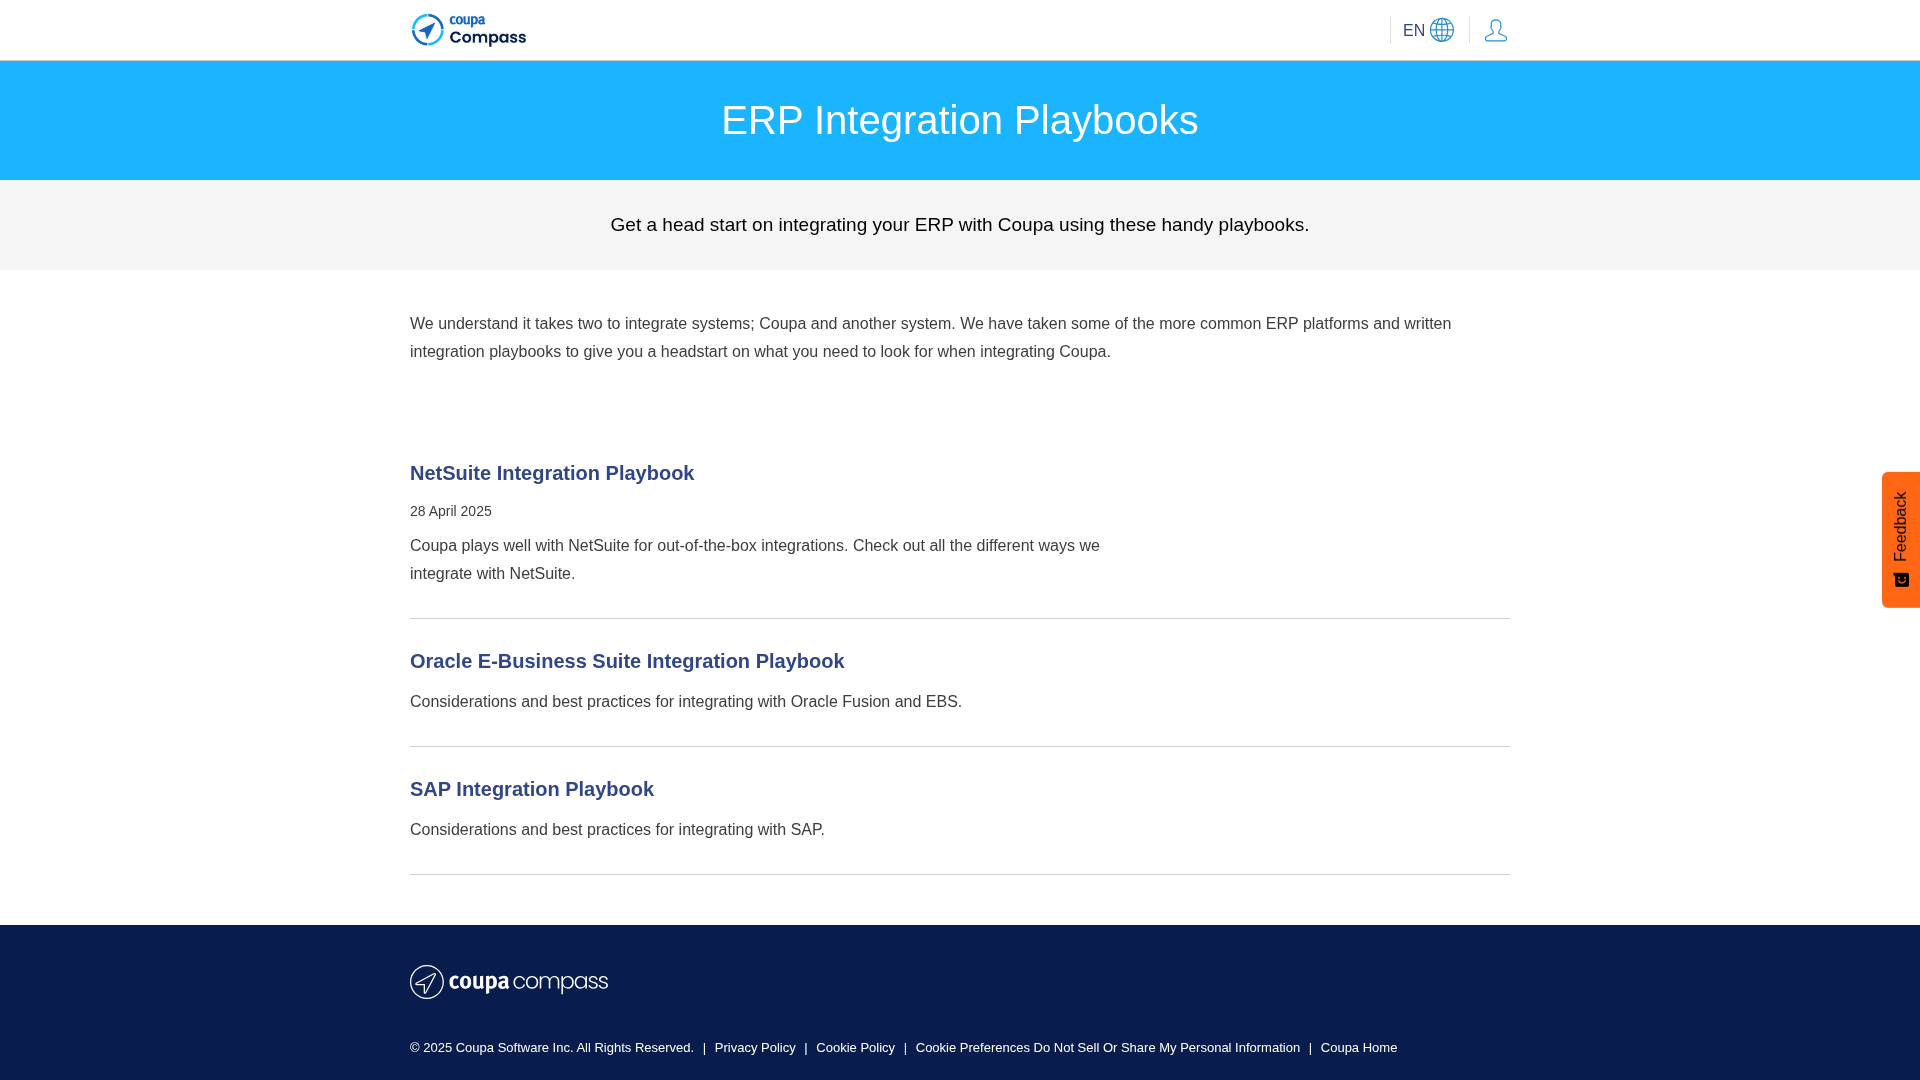 coupa
Compass
EN
ERP Integration Playbooks
Get a head start on integrating your ERP with Coupa using these handy playbooks.
We understand it takes two to integrate systems; Coupa and another system. We have taken some of the more common ERP platforms and written
integration playbooks to give you a headstart on what you need to look for when integrating Coupa.
NetSuite Integration Playbook
28 April 2025
Coupa plays well with NetSuite for out-of-the-box integrations. Check out all the different ways we
integrate with NetSuite.
Feedback
Oracle E-Business Suite Integration Playbook
Considerations and best practices for integrating with Oracle Fusion and EBS.
SAP Integration Playbook
Considerations and best practices for integrating with SAP.
coupa compass
© 2025 Coupa Software Inc. All Rights Reserved. | Privacy Policy | Cookie Policy | Cookie Preferences Do Not Sell Or Share My Personal Information | Coupa Home